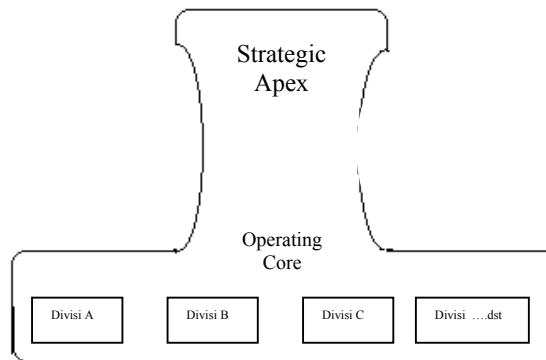 Strategic
Apex
Operating
Core
Divisi A
Divisi B
Divisi C
Divisi ….dst